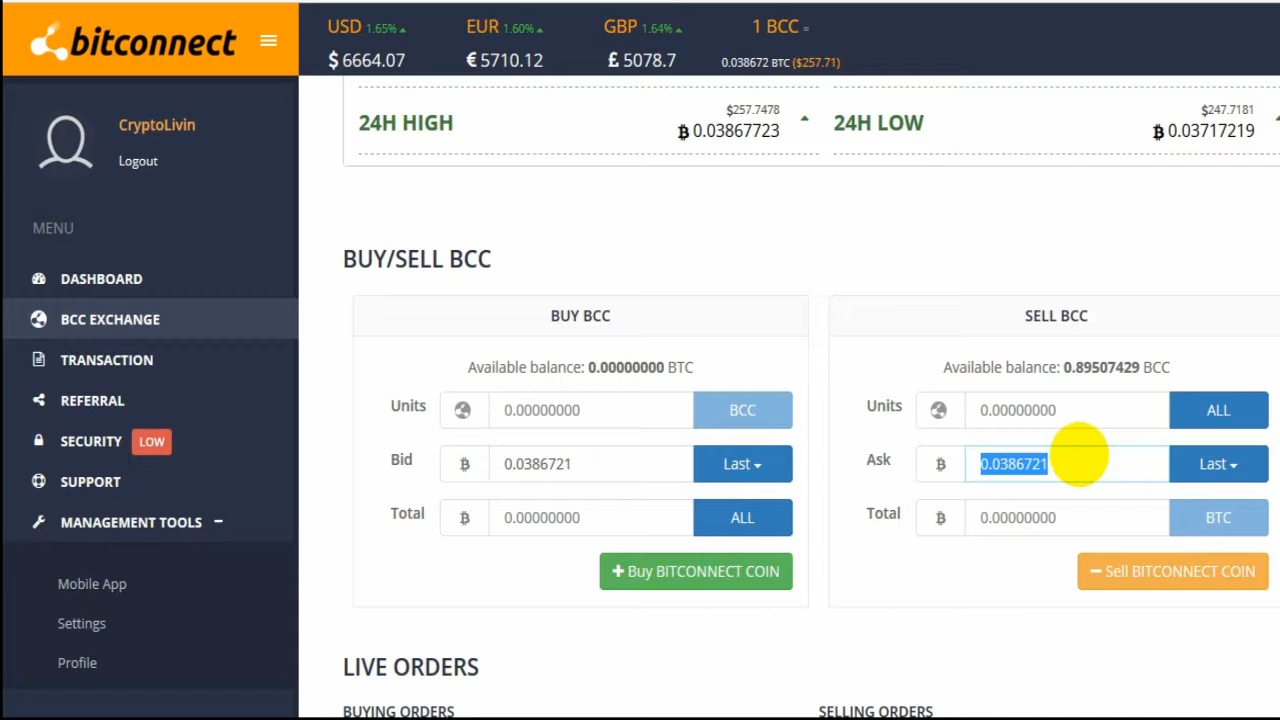 bitconnect
USD 1.65% EUR 1.60% GBP 1.64% 1 BCC =
$ 6664.07 € 5710.12 £ 5078.7 0.038672 BTC ($257.71)
CryptoLivin
Logout
MENU
DASHBOARD
BCC EXCHANGE
TRANSACTION
REFERRAL
SECURITY LOW
SUPPORT
MANAGEMENT TOOLS
Mobile App
Settings
Profile
24H HIGH
$257.7478
0.03867723
24H LOW
$247.7181
0.03717219
BUY/SELL BCC
BUY BCC
Available balance: 0.00000000 BTC
Units 0.00000000 BCC
Bid 0.0386721 Last
Total 0.00000000 ALL
+ Buy BITCONNECT COIN
SELL BCC
Available balance: 0.89507429 BCC
Units 0.00000000 ALL
Ask 0.0386721 Last
Total 0.00000000 BTC
− Sell BITCONNECT COIN
LIVE ORDERS
BUYING ORDERS
SELLING ORDERS